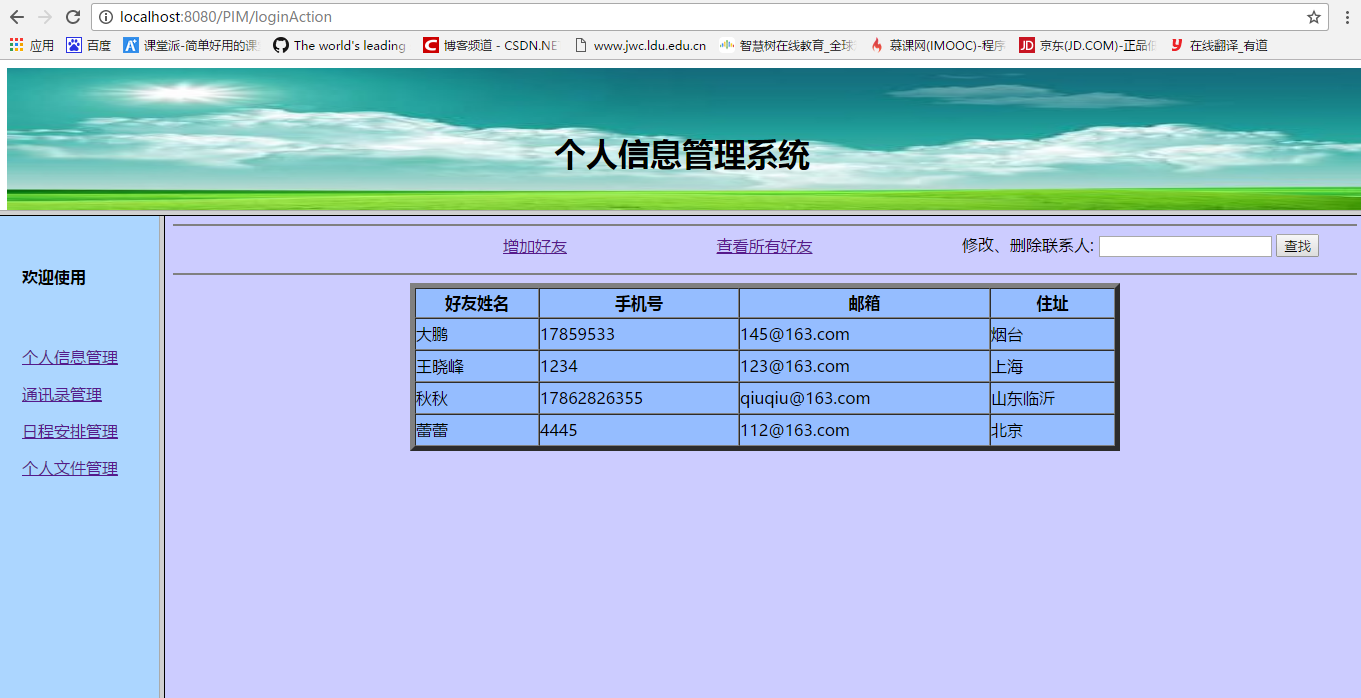 localhost:8080/PIM/loginAction
应用 百度 课堂派-简单好用的课 The world's leading 博客频道 - CSDN.NE www.jwc.ldu.edu.cn 智慧树在线教育_全球 慕课网(IMOOC)-程序 JD 京东(JD.COM)-正品低 在线翻译_有道
个人信息管理系统
欢迎使用
个人信息管理
通讯录管理
日程安排管理
个人文件管理
增加好友 查看所有好友 修改、删除联系人: 查找
好友姓名 手机号 邮箱 住址
大鹏 17859533 145@163.com 烟台
王晓峰 1234 123@163.com 上海
秋秋 17862826355 qiuqiu@163.com 山东临沂
蕾蕾 4445 112@163.com 北京